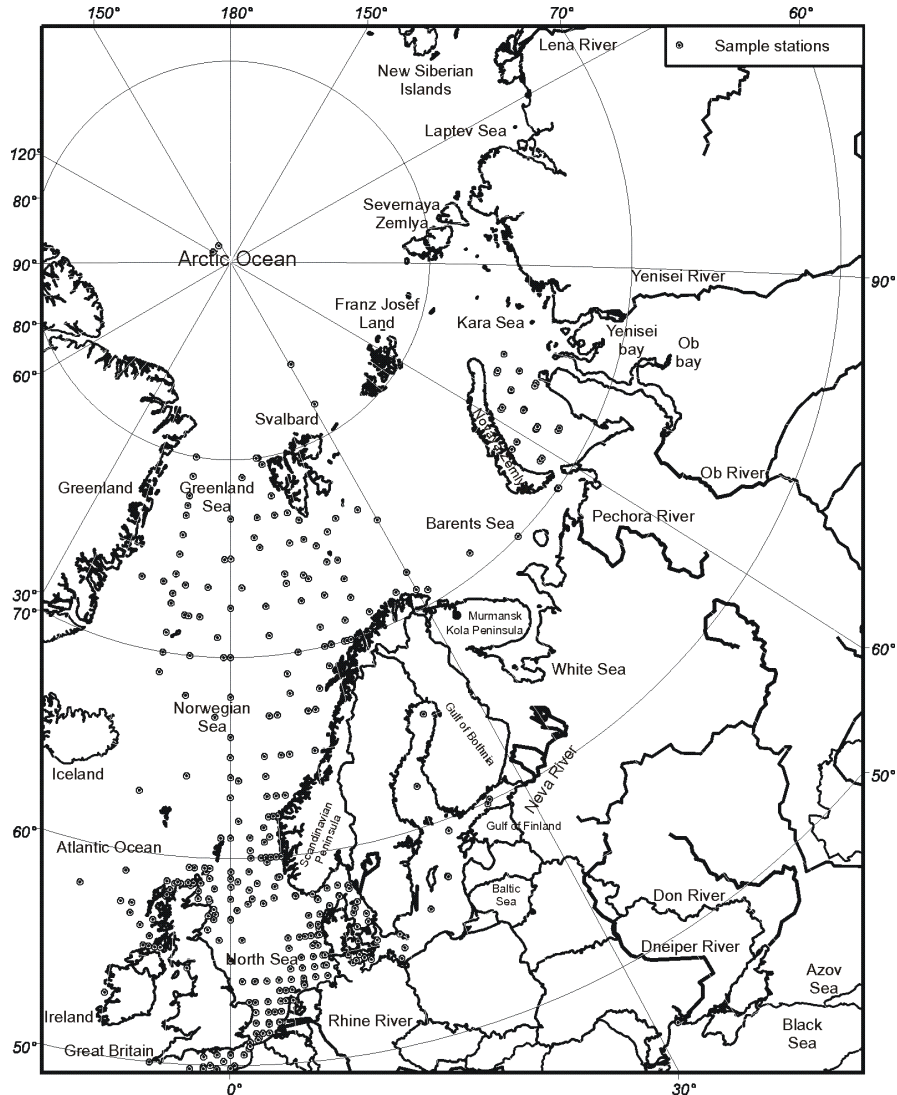 150°
180°
150°
70°
60°
Sample stations
Lena River
New Siberian
Islands
Laptev Sea
120°
80°
Severnaya
Zemlya
Arctic Ocean
90°
Yenisei River
90°
Franz Josef
Land
80°
Kara Sea
Yenisei
bay
Ob
bay
60°
Svalbard
Novaya Zemlya
Greenland
Greenland
Sea
Ob River
Barents Sea
Pechora River
30°
70°
Murmansk
Kola Peninsula
60°
White Sea
Norwegian
Sea
Gulf of Bothnia
Iceland
50°
Neva River
60°
Scandinavian
Peninsula
Gulf of Finland
Atlantic Ocean
Baltic
Sea
Don River
Dneiper River
North Sea
Azov
Sea
Ireland
Rhine River
Black
Sea
50°
Great Britain
0°
30°